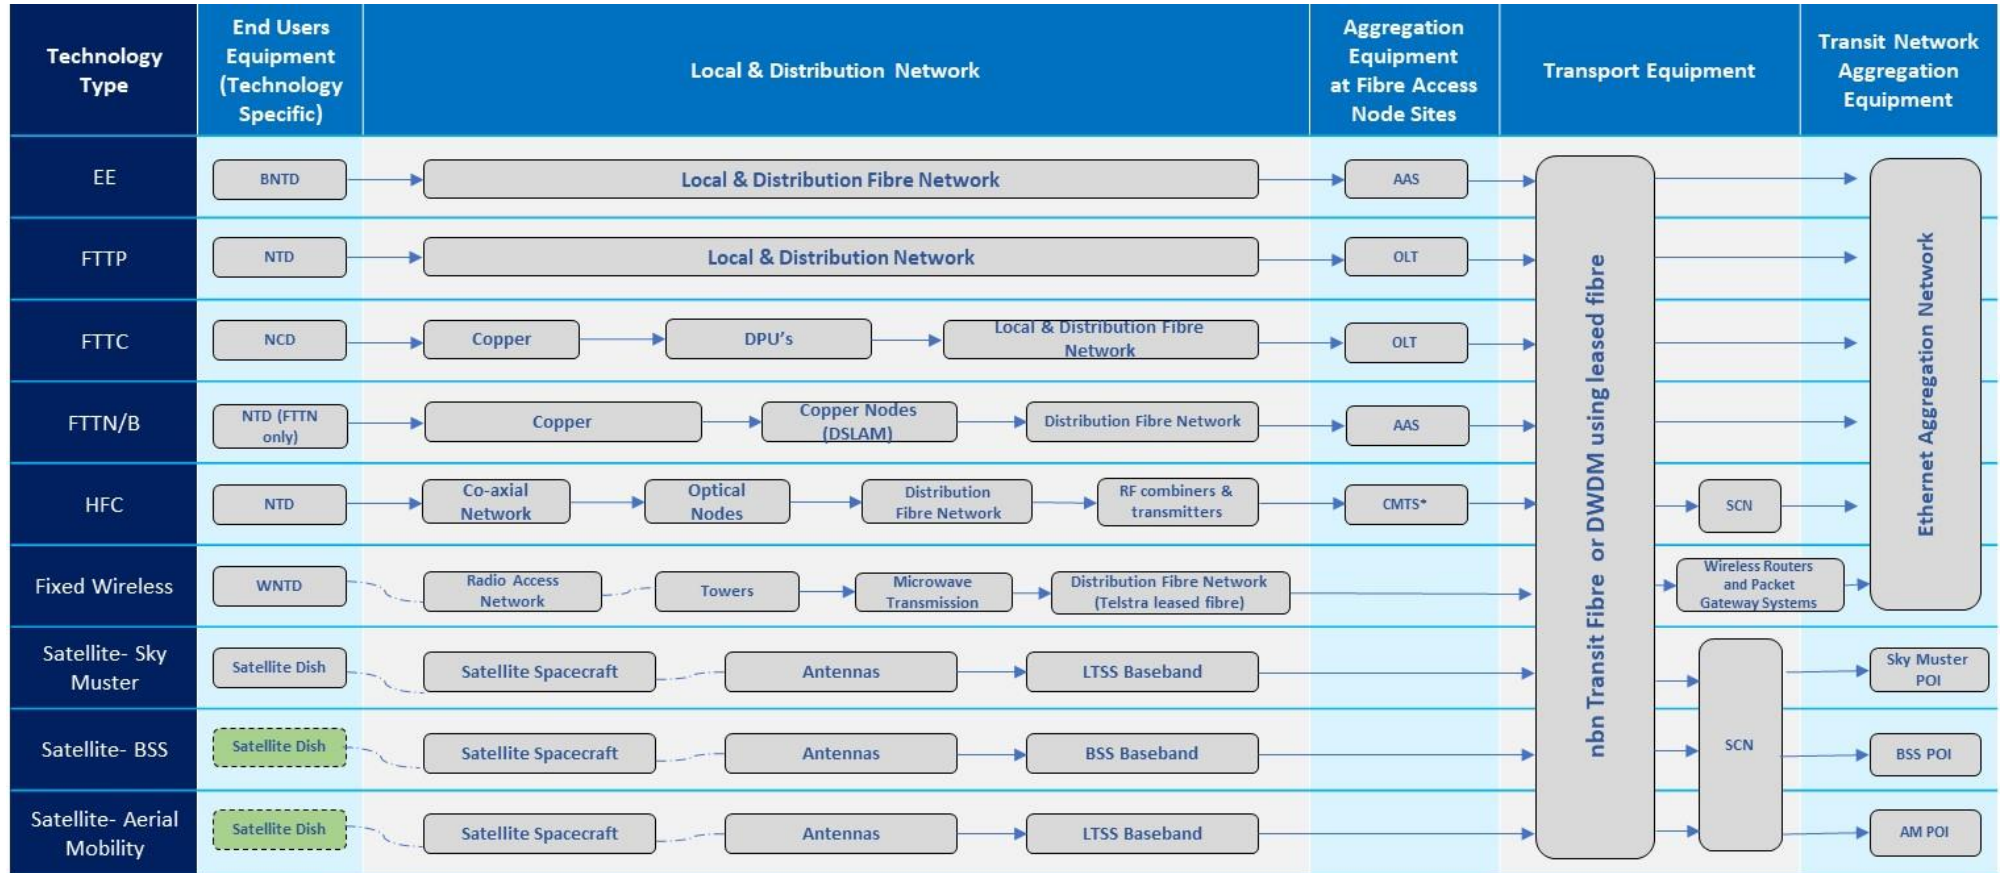 Technology
Type
End Users
Equipment
(Technology
Specific)
Local & Distribution Network
Aggregation
Equipment
at Fibre Access
Node Sites
Transport Equipment
Transit Network
Aggregation
Equipment
EE
BNTD
Local & Distribution Fibre Network
AAS
FTTP
NTD
Local & Distribution Network
OLT
FTTC
NCD
Copper
DPU's
Local & Distribution Fibre
Network
OLT
FTTN/B
NTD (FTTN
only)
Copper
Copper Nodes
(DSLAM)
Distribution Fibre Network
AAS
HFC
NTD
Co-axial
Network
Optical
Nodes
Distribution
Fibre Network
RF combiners &
transmitters
CMTS*
SCN
Fixed Wireless
WNTD
Radio Access
Network
Towers
Microwave
Transmission
Distribution Fibre Network
(Telstra leased fibre)
Wireless Routers
and Packet
Gateway Systems
nbn Transit Fibre or DWDM using leased fibre
Ethernet Aggregation Network
Satellite- Sky
Muster
Satellite Dish
Satellite Spacecraft
Antennas
LTSS Baseband
Sky Muster
POI
Satellite- BSS
Satellite Dish
Satellite Spacecraft
Antennas
BSS Baseband
SCN
BSS POI
Satellite- Aerial
Mobility
Satellite Dish
Satellite Spacecraft
Antennas
LTSS Baseband
AM POI